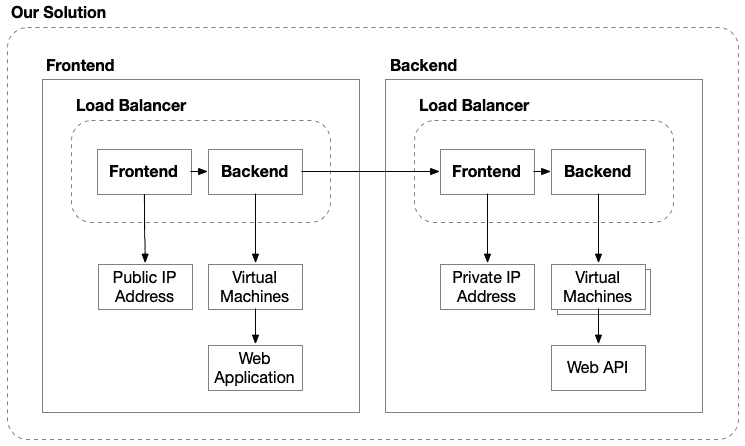 Our Solution
Frontend
Backend
Load Balancer
Load Balancer
Frontend
Backend
Frontend
Backend
Public IP
Address
Virtual
Machines
Private IP
Address
Virtual
Machines
Web
Application
Web API